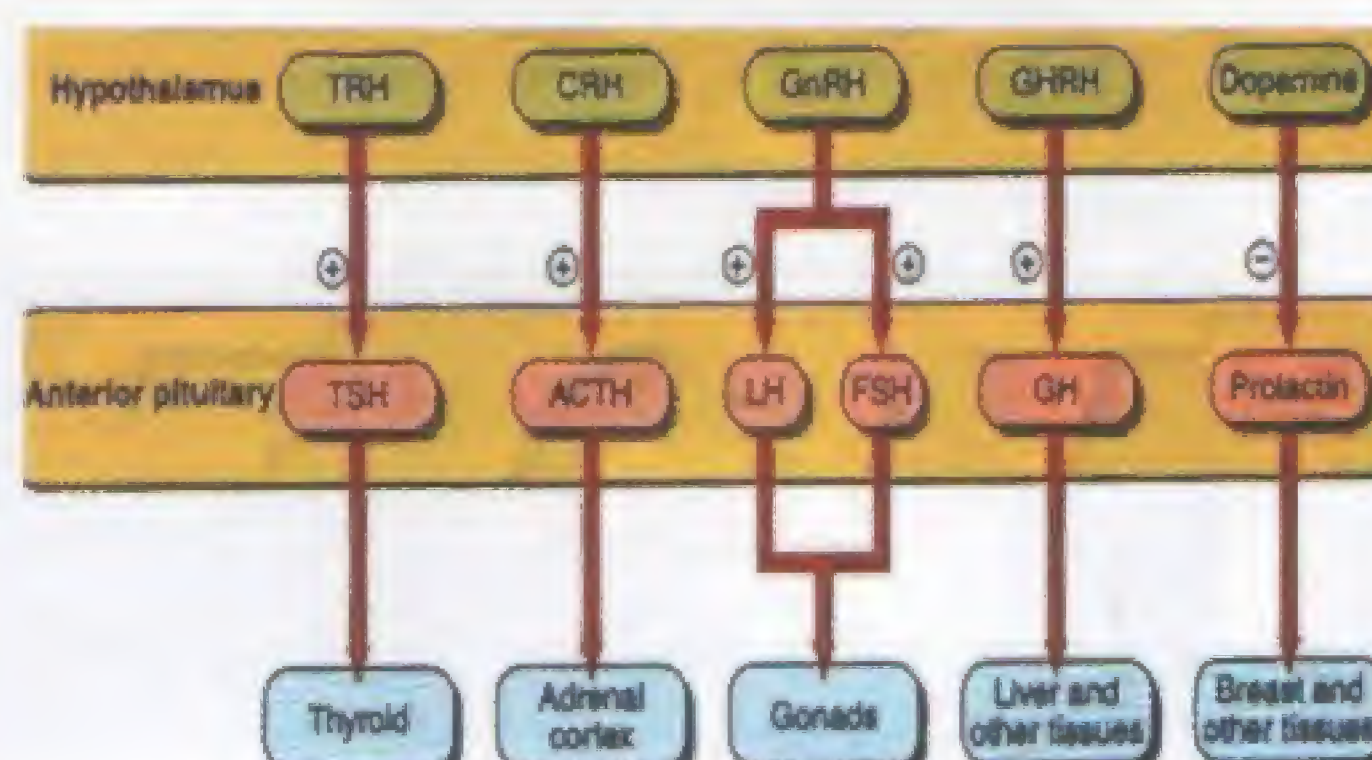 Hypothalamus TRH CRH GnRH GHRH Dopamine
+ + + + + −
Anterior pituitary TSH ACTH LH FSH GH Prolactin
Thyroid
Adrenal
cortex
Gonads
Liver and
other tissues
Breast and
other tissues